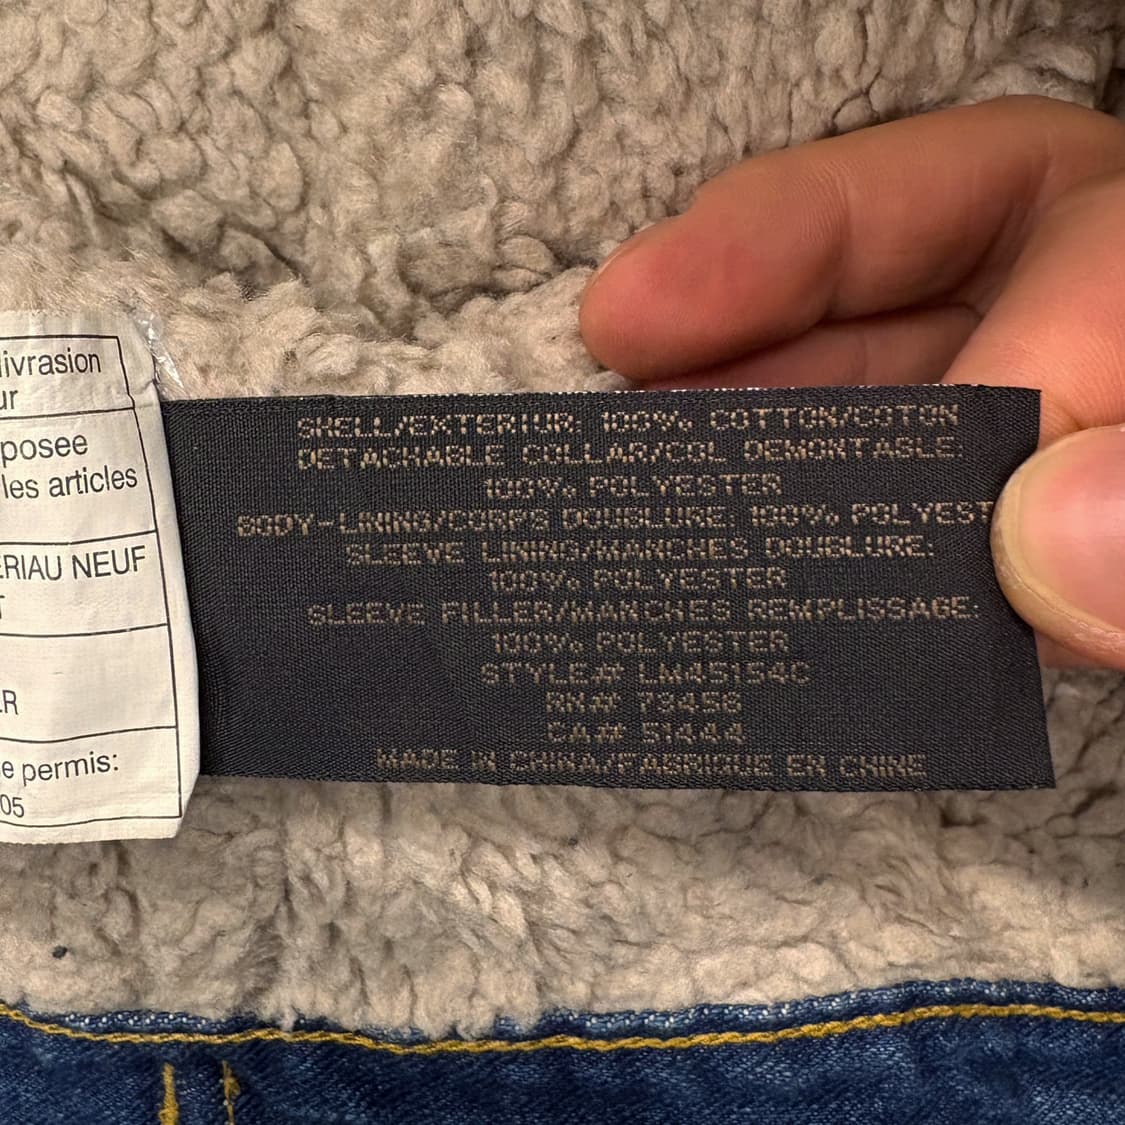 livrasion
ur
posee
les articles
ERIAU NEUF
T
ER
e permis:
05
SHELL/EXTERIUR: 100% COTTON/COTON
DETACHABLE COLLAR/COL DEMONTABLE:
100% POLYESTER
BODY-LINING/CORPS DOUBLURE: 100% POLYEST
SLEEVE LINING/MANCHES DOUBLURE:
100% POLYESTER
SLEEVE FILLER/MANCHES REMPLISSAGE:
100% POLYESTER
STYLE# LM45154C
RN# 73456
CA# 51444
MADE IN CHINA/FABRIQUE EN CHINE